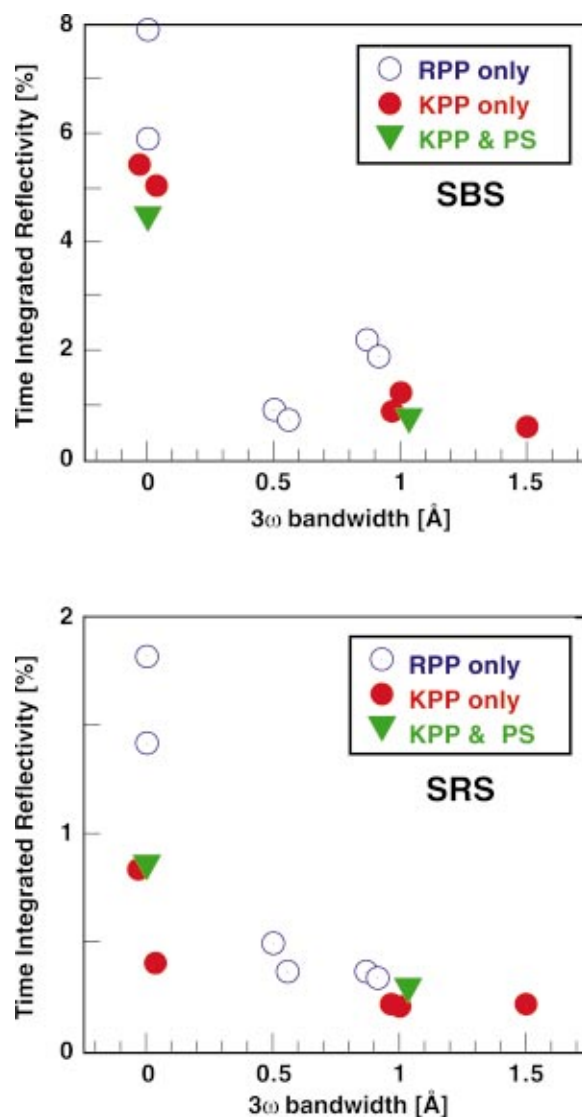 Time Integrated Reflectivity [%]
8
6
4
2
0
RPP only
KPP only
KPP & PS
SBS
0
0.5
1
1.5
3ω bandwidth [Å]
Time Integrated Reflectivity [%]
2
1
0
RPP only
KPP only
KPP & PS
SRS
0
0.5
1
1.5
3ω bandwidth [Å]